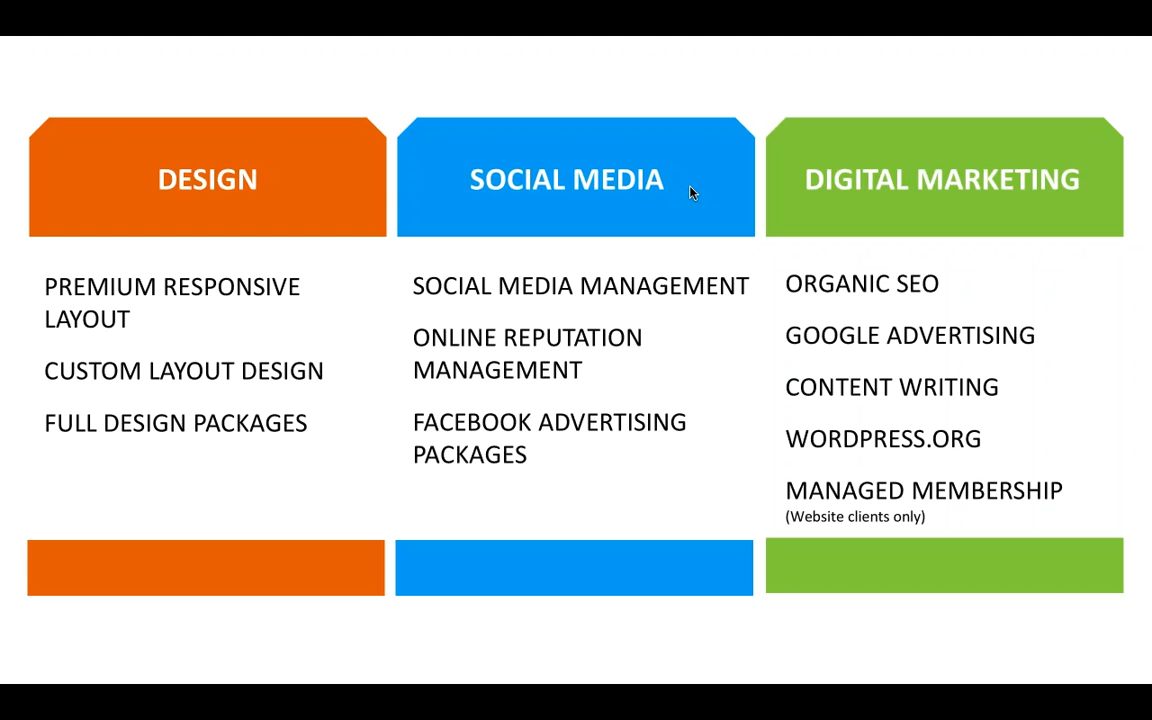 DESIGN
PREMIUM RESPONSIVE
LAYOUT
CUSTOM LAYOUT DESIGN
FULL DESIGN PACKAGES
SOCIAL MEDIA
SOCIAL MEDIA MANAGEMENT
ONLINE REPUTATION
MANAGEMENT
FACEBOOK ADVERTISING
PACKAGES
DIGITAL MARKETING
ORGANIC SEO
GOOGLE ADVERTISING
CONTENT WRITING
WORDPRESS.ORG
MANAGED MEMBERSHIP
(Website clients only)